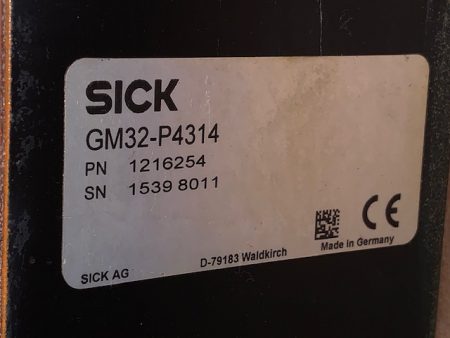 SICK
GM32-P4314
PN 1216254
SN 1539 8011
CE
Made in Germany
SICK AG
D-79183 Waldkirch